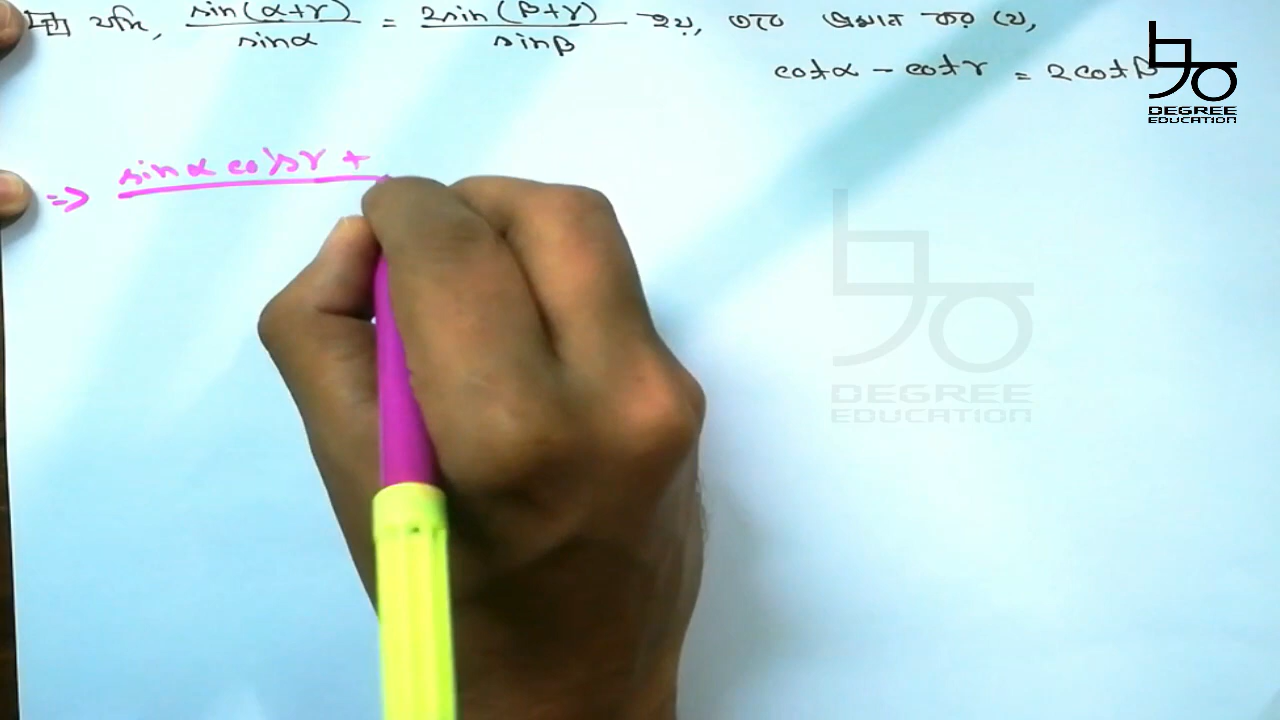 যদি, sin(α+γ)/sinα = 2sin(β+γ)/sinβ হয়, তবে প্রমাণ কর যে,
cotα - cotγ = 2cotβ
DEGREE
EDUCATION
⇒ sinα cosγ +
DEGREE
EDUCATION